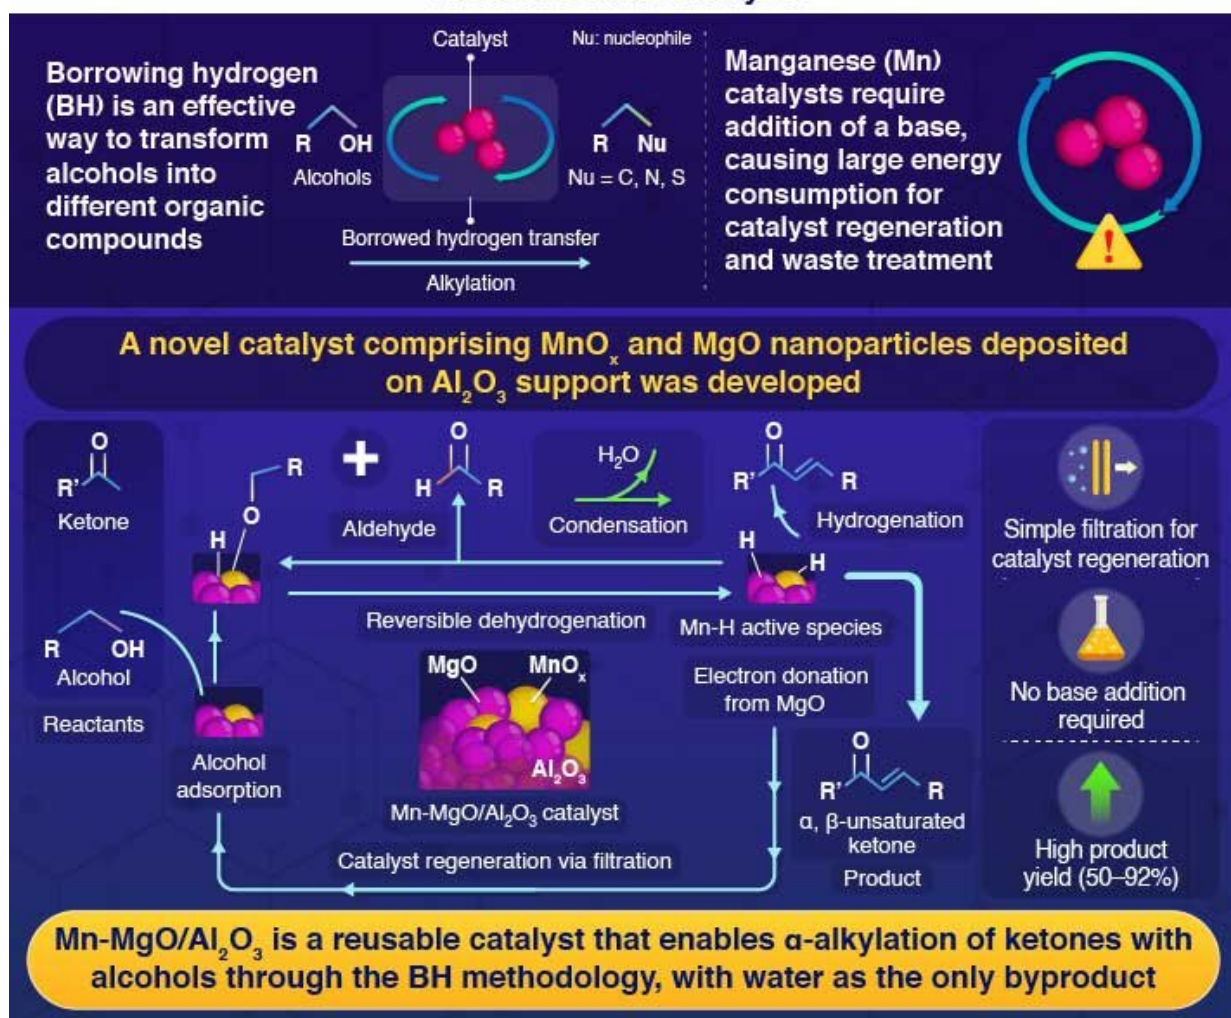 Borrowing hydrogen
(BH) is an effective
way to transform
alcohols into
different organic
compounds
Catalyst
Nu: nucleophile
R OH
Alcohols
R Nu
Nu = C, N, S
Borrowed hydrogen transfer
Alkylation
Manganese (Mn)
catalysts require
addition of a base,
causing large energy
consumption for
catalyst regeneration
and waste treatment
!
A novel catalyst comprising MnOₓ and MgO nanoparticles deposited
on Al₂O₃ support was developed
O
R'
Ketone
R OH
Alcohol
Reactants
R
O
H
+
O
H R
Aldehyde
H₂O
Condensation
O
R' R
Hydrogenation
H
H
Reversible dehydrogenation
Mn-H active species
Electron donation
from MgO
MgO MnOₓ
Al₂O₃
Mn-MgO/Al₂O₃ catalyst
Alcohol
adsorption
Catalyst regeneration via filtration
O
R' R
α, β-unsaturated
ketone
Product
Simple filtration for
catalyst regeneration
No base addition
required
High product
yield (50–92%)
Mn-MgO/Al₂O₃ is a reusable catalyst that enables α-alkylation of ketones with
alcohols through the BH methodology, with water as the only byproduct